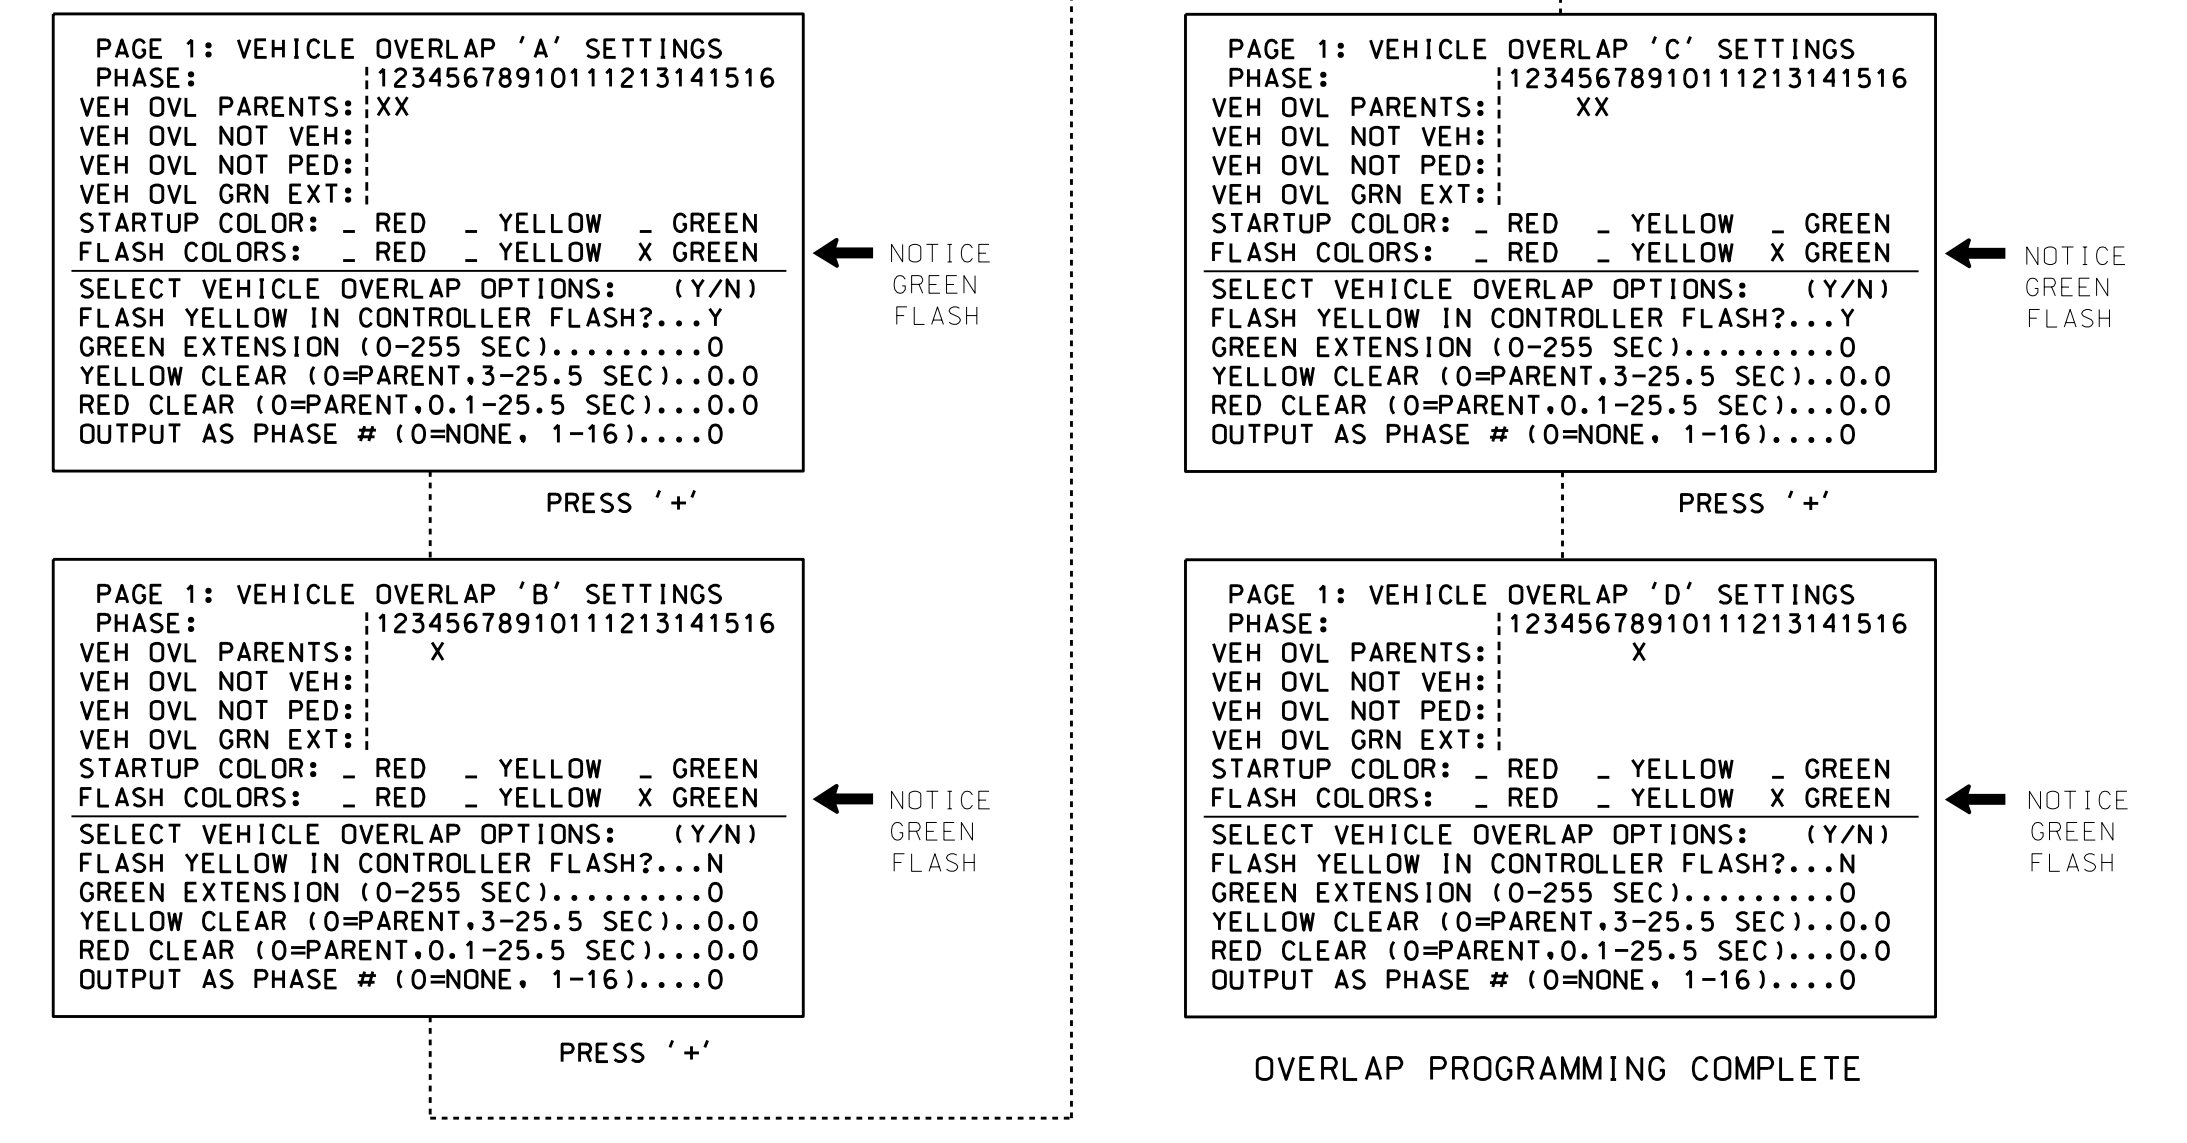 PAGE 1: VEHICLE OVERLAP 'A' SETTINGS
PHASE: ¦12345678910111213141516
VEH OVL PARENTS:¦XX
VEH OVL NOT VEH:¦
VEH OVL NOT PED:¦
VEH OVL GRN EXT:¦
STARTUP COLOR: _ RED _ YELLOW _ GREEN
FLASH COLORS: _ RED _ YELLOW X GREEN
SELECT VEHICLE OVERLAP OPTIONS: (Y/N)
FLASH YELLOW IN CONTROLLER FLASH?...Y
GREEN EXTENSION (0-255 SEC).........0
YELLOW CLEAR (0=PARENT,3-25.5 SEC)..0.0
RED CLEAR (0=PARENT,0.1-25.5 SEC)...0.0
OUTPUT AS PHASE # (0=NONE, 1-16)....0
NOTICE
GREEN
FLASH
PRESS '+'
PAGE 1: VEHICLE OVERLAP 'B' SETTINGS
PHASE: ¦12345678910111213141516
VEH OVL PARENTS:¦ X
VEH OVL NOT VEH:¦
VEH OVL NOT PED:¦
VEH OVL GRN EXT:¦
STARTUP COLOR: _ RED _ YELLOW _ GREEN
FLASH COLORS: _ RED _ YELLOW X GREEN
SELECT VEHICLE OVERLAP OPTIONS: (Y/N)
FLASH YELLOW IN CONTROLLER FLASH?...N
GREEN EXTENSION (0-255 SEC).........0
YELLOW CLEAR (0=PARENT,3-25.5 SEC)..0.0
RED CLEAR (0=PARENT,0.1-25.5 SEC)...0.0
OUTPUT AS PHASE # (0=NONE, 1-16)....0
NOTICE
GREEN
FLASH
PRESS '+'
PAGE 1: VEHICLE OVERLAP 'C' SETTINGS
PHASE: ¦12345678910111213141516
VEH OVL PARENTS:¦ XX
VEH OVL NOT VEH:¦
VEH OVL NOT PED:¦
VEH OVL GRN EXT:¦
STARTUP COLOR: _ RED _ YELLOW _ GREEN
FLASH COLORS: _ RED _ YELLOW X GREEN
SELECT VEHICLE OVERLAP OPTIONS: (Y/N)
FLASH YELLOW IN CONTROLLER FLASH?...Y
GREEN EXTENSION (0-255 SEC).........0
YELLOW CLEAR (0=PARENT,3-25.5 SEC)..0.0
RED CLEAR (0=PARENT,0.1-25.5 SEC)...0.0
OUTPUT AS PHASE # (0=NONE, 1-16)....0
NOTICE
GREEN
FLASH
PRESS '+'
PAGE 1: VEHICLE OVERLAP 'D' SETTINGS
PHASE: ¦12345678910111213141516
VEH OVL PARENTS:¦ X
VEH OVL NOT VEH:¦
VEH OVL NOT PED:¦
VEH OVL GRN EXT:¦
STARTUP COLOR: _ RED _ YELLOW _ GREEN
FLASH COLORS: _ RED _ YELLOW X GREEN
SELECT VEHICLE OVERLAP OPTIONS: (Y/N)
FLASH YELLOW IN CONTROLLER FLASH?...N
GREEN EXTENSION (0-255 SEC).........0
YELLOW CLEAR (0=PARENT,3-25.5 SEC)..0.0
RED CLEAR (0=PARENT,0.1-25.5 SEC)...0.0
OUTPUT AS PHASE # (0=NONE, 1-16)....0
NOTICE
GREEN
FLASH
OVERLAP PROGRAMMING COMPLETE